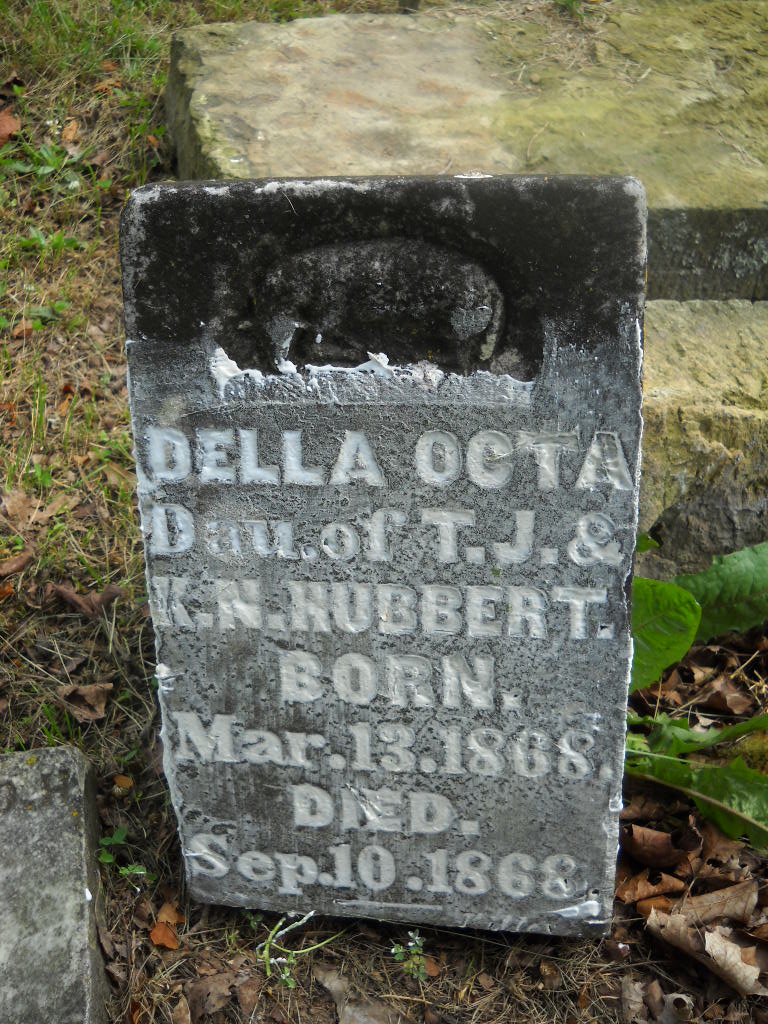 DELLA OCTA
Dau. of T. J. &
K. N. HUBBERT.
BORN.
Mar. 13. 1868.
DIED.
Sep. 10. 1868.